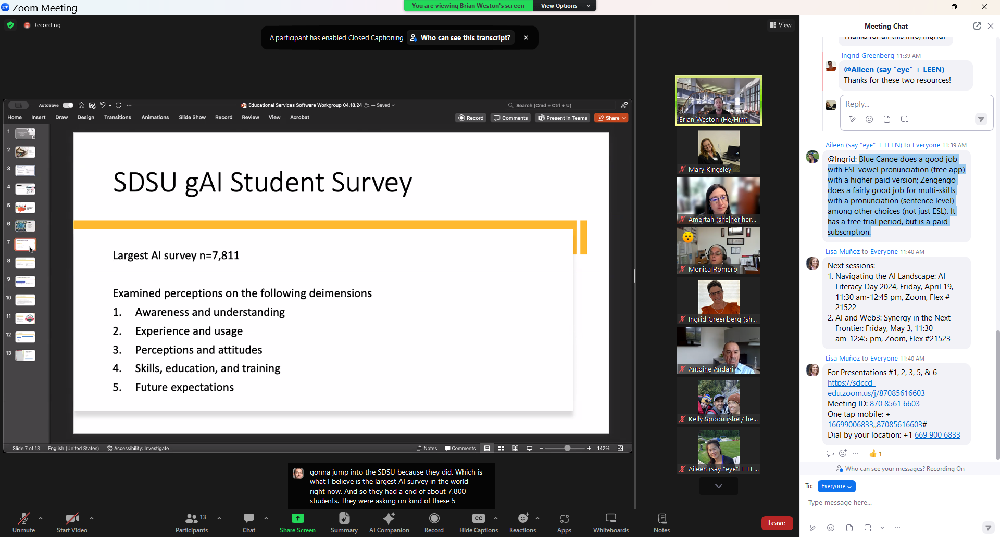 Zoom Meeting
You are viewing Brian Weston's screen
View Options
Recording
A participant has enabled Closed Captioning
Who can see this transcript?
View
AutoSave
Educational Services Software Workgroup 04.18.24
— Saved
Search (Cmd + Ctrl + U)
Home Insert Draw Design Transitions Animations Slide Show Record Review View Acrobat
Record
Comments
Present in Teams
Share
1
2
3
4
5
6
7
8
9
10
11
12
13
SDSU gAI Student Survey
Largest AI survey n=7,811
Examined perceptions on the following deimensions
1. Awareness and understanding
2. Experience and usage
3. Perceptions and attitudes
4. Skills, education, and training
5. Future expectations
Slide 7 of 13 English (United States) Accessibility: Investigate
Notes Comments 142%
gonna jump into the SDSU because they did. Which is
what I believe is the largest AI survey in the world
right now. And so they had a end of about 7,800
students. They were asking on kind of these 5
Brian Weston (He/Him)
Mary Kingsley
Amertah (she|her|her...
Monica Romero
Ingrid Greenberg (sh...
Antoine Andari
Kelly Spoon (she / he...
Aileen (say "eye" + LE...
Unmute
Start Video
13
Participants
Chat
Share Screen
Summary
AI Companion
Record
CC
Hide Captions
Reactions
Apps
Whiteboards
Notes
Leave
Meeting Chat
Ingrid Greenberg 11:39 AM
@Aileen (say "eye" + LEEN)
Thanks for these two resources!
Reply...
Aileen (say "eye" + LEEN) to Everyone 11:39 AM
@Ingrid: Blue Canoe does a good job
with ESL vowel pronunciation (free app)
with a higher paid version; Zengengo
does a fairly good job for multi-skills
with a pronunciation (sentence level)
among other choices (not just ESL). It
has a free trial period, but is a paid
subscription.
Lisa Muñoz to Everyone 11:40 AM
Next sessions:
1. Navigating the AI Landscape: AI
Literacy Day 2024, Friday, April 19,
11:30 am-12:45 pm, Zoom, Flex #
21522
2. AI and Web3: Synergy in the Next
Frontier: Friday, May 3, 11:30
am-12:45 pm, Zoom, Flex #21523
Lisa Muñoz to Everyone 11:40 AM
For Presentations #1, 2, 3, 5, & 6
https://sdccd-
edu.zoom.us/j/87085616603
Meeting ID: 870 8561 6603
One tap mobile: +
16699006833,,87085616603#
Dial by your location: +1 669 900 6833
1
Who can see your messages? Recording On
To: Everyone
Type message here...